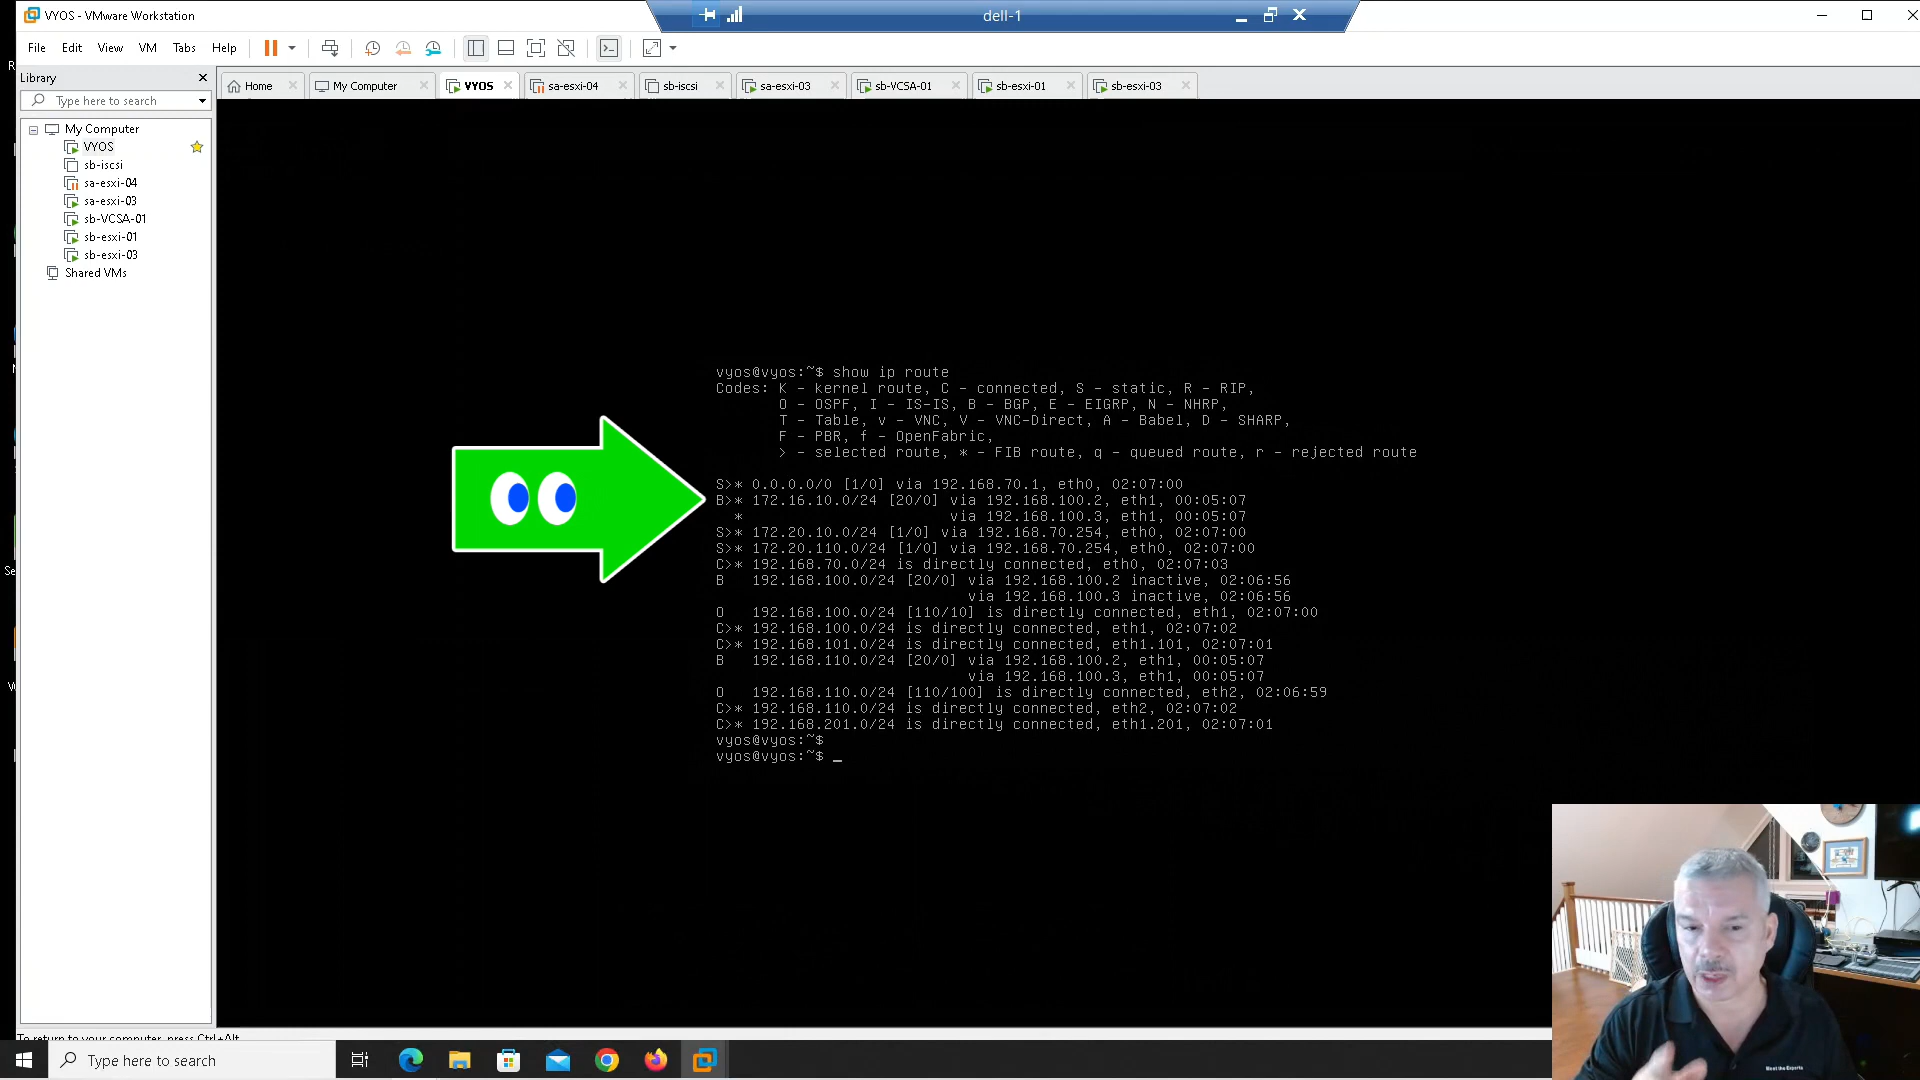 VYOS - VMware Workstation
dell-1
File Edit View VM Tabs Help
Library
Type here to search
Home
My Computer
VYOS
sa-esxi-04
sb-iscsi
sa-esxi-03
sb-VCSA-01
sb-esxi-01
sb-esxi-03
My Computer
VYOS
sb-iscsi
sa-esxi-04
sa-esxi-03
sb-VCSA-01
sb-esxi-01
sb-esxi-03
Shared VMs
vyos@vyos:~$ show ip route
Codes: K - kernel route, C - connected, S - static, R - RIP,
O - OSPF, I - IS-IS, B - BGP, E - EIGRP, N - NHRP,
T - Table, v - VNC, V - VNC-Direct, A - Babel, D - SHARP,
F - PBR, f - OpenFabric,
> - selected route, * - FIB route, q - queued route, r - rejected route
S>* 0.0.0.0/0 [1/0] via 192.168.70.1, eth0, 02:07:00
B>* 172.16.10.0/24 [20/0] via 192.168.100.2, eth1, 00:05:07
* via 192.168.100.3, eth1, 00:05:07
S>* 172.20.10.0/24 [1/0] via 192.168.70.254, eth0, 02:07:00
S>* 172.20.110.0/24 [1/0] via 192.168.70.254, eth0, 02:07:00
C>* 192.168.70.0/24 is directly connected, eth0, 02:07:03
B 192.168.100.0/24 [20/0] via 192.168.100.2 inactive, 02:06:56
via 192.168.100.3 inactive, 02:06:56
O 192.168.100.0/24 [110/10] is directly connected, eth1, 02:07:00
C>* 192.168.100.0/24 is directly connected, eth1, 02:07:02
C>* 192.168.101.0/24 is directly connected, eth1.101, 02:07:01
B 192.168.110.0/24 [20/0] via 192.168.100.2, eth1, 00:05:07
via 192.168.100.3, eth1, 00:05:07
O 192.168.110.0/24 [110/100] is directly connected, eth2, 02:06:59
C>* 192.168.110.0/24 is directly connected, eth2, 02:07:02
C>* 192.168.201.0/24 is directly connected, eth1.201, 02:07:01
vyos@vyos:~$
vyos@vyos:~$ _
To return to your computer, press Ctrl+Alt.
Type here to search
Meet the Experts